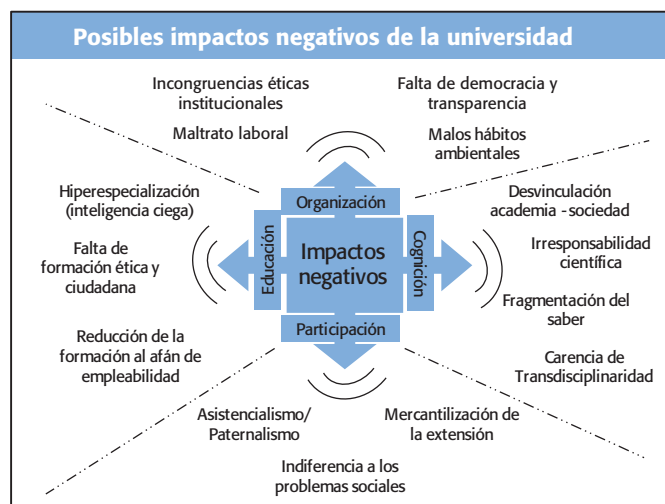 Posibles impactos negativos de la universidad
Incongruencias éticas
institucionales
Maltrato laboral
Falta de democracia y
transparencia
Malos hábitos
ambientales
Hiperespecialización
(inteligencia ciega)
Falta de
formación ética y
ciudadana
Reducción de la
formación al afán de
empleabilidad
Organización
Educación
Impactos
negativos
Cognición
Participación
Desvinculación
academia - sociedad
Irresponsabilidad
científica
Fragmentación del
saber
Carencia de
Transdisciplinaridad
Asistencialismo/
Paternalismo
Mercantilización de
la extensión
Indiferencia a los
problemas sociales